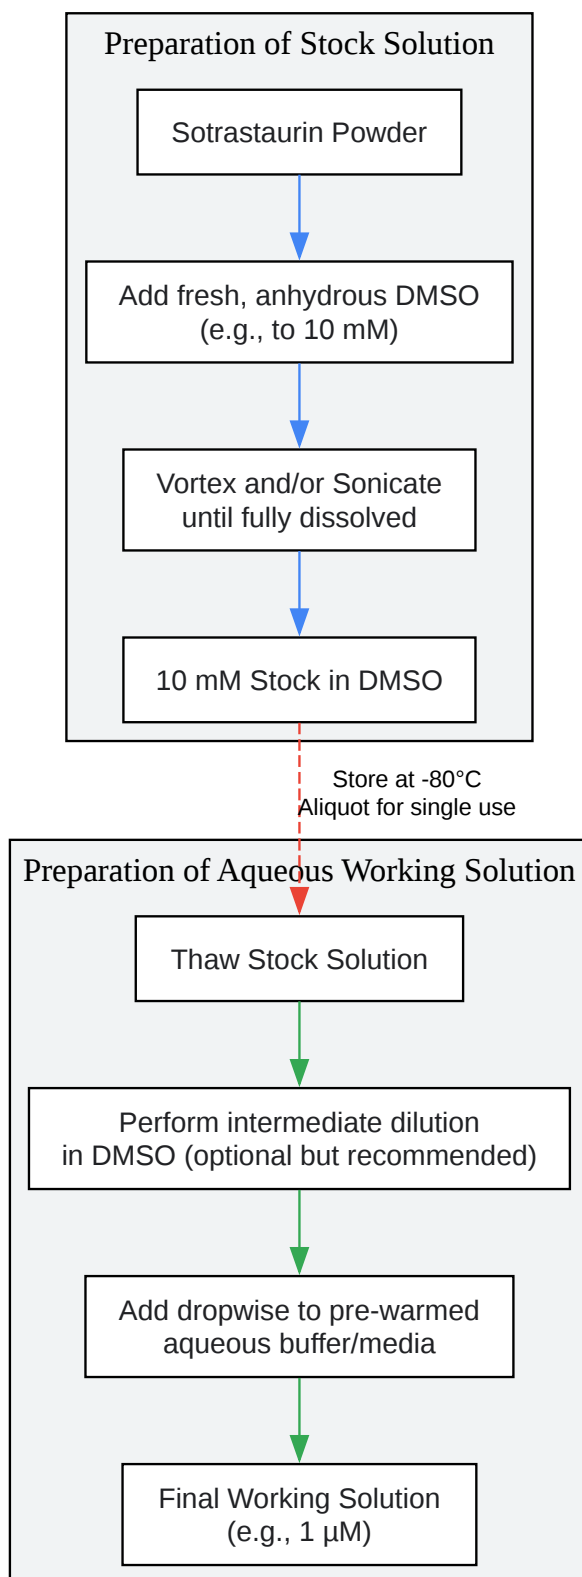 Preparation of Stock Solution
Sotrastaurin Powder
Add fresh, anhydrous DMSO
(e.g., to 10 mM)
Vortex and/or Sonicate
until fully dissolved
10 mM Stock in DMSO
Store at -80°C
Aliquot for single use
Preparation of Aqueous Working Solution
Thaw Stock Solution
Perform intermediate dilution
in DMSO (optional but recommended)
Add dropwise to pre-warmed
aqueous buffer/media
Final Working Solution
(e.g., 1 µM)